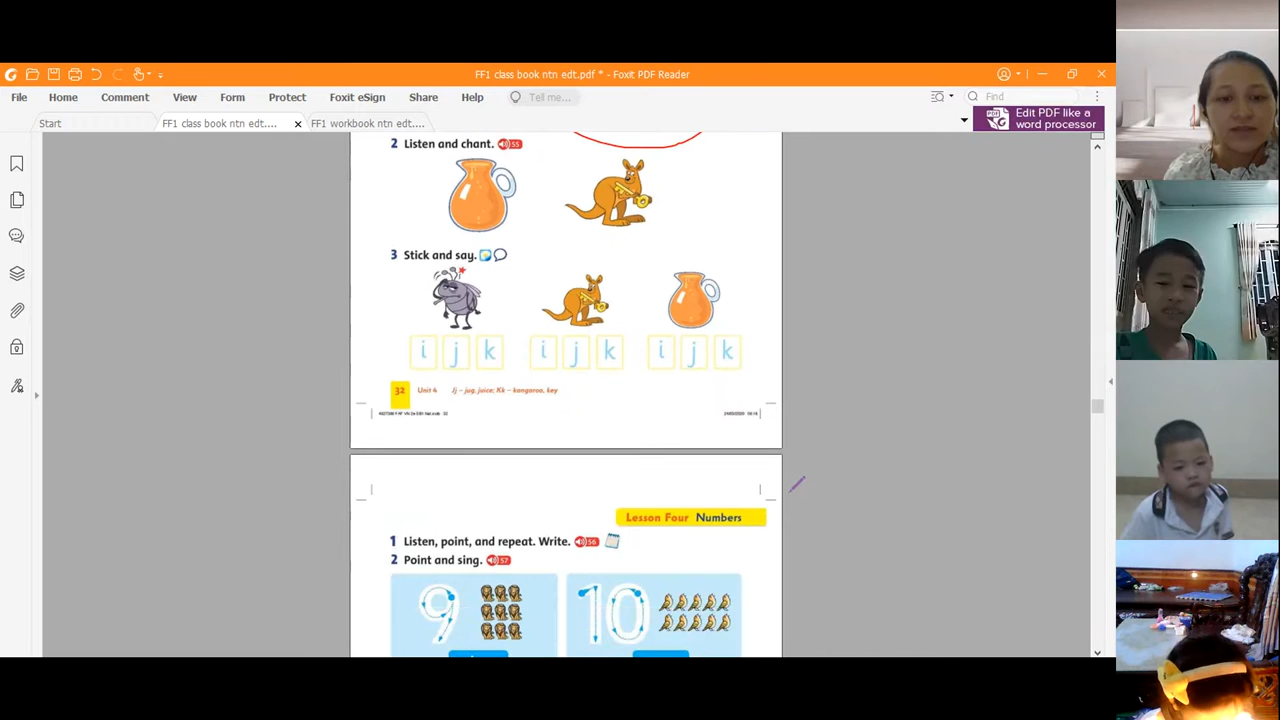 FF1 class book ntn edt.pdf * - Foxit PDF Reader
File Home Comment View Form Protect Foxit eSign Share Help Tell me... Find
Start FF1 class book ntn edt.... FF1 workbook ntn edt....
Edit PDF like a
word processor
2 Listen and chant. 55
3 Stick and say.
i j k i j k i j k
32 Unit 4 Jj – jug, juice; Kk – kangaroo, key
Lesson Four Numbers
1 Listen, point, and repeat. Write. 56
2 Point and sing. 57
9 10